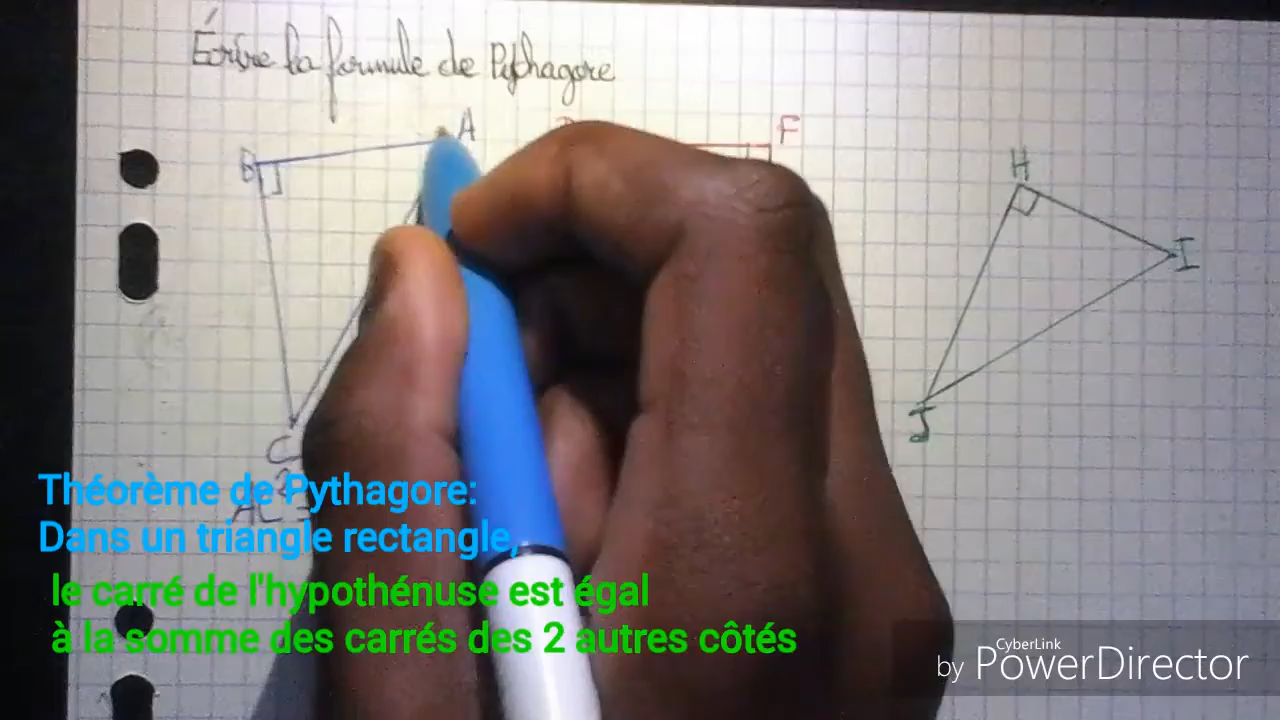 Écrire la formule de Pythagore
A
F
B
H
I
J
C
AC²
Théorème de Pythagore:
Dans un triangle rectangle,
le carré de l'hypothénuse est égal
à la somme des carrés des 2 autres côtés
CyberLink
by PowerDirector